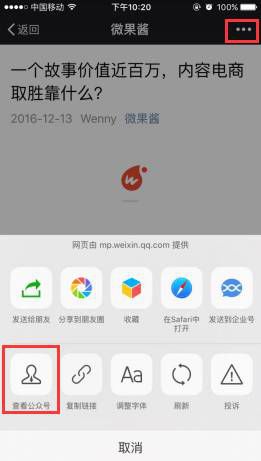 中国移动 下午10:20 100%
返回 微果酱
一个故事价值近百万，内容电商
取胜靠什么？
2016-12-13 Wenny 微果酱
网页由 mp.weixin.qq.com 提供
发送给朋友 分享到朋友圈 收藏 在Safari中 发送到企业号
打开
查看公众号 复制链接 调整字体 刷新 投诉
Aa
取消